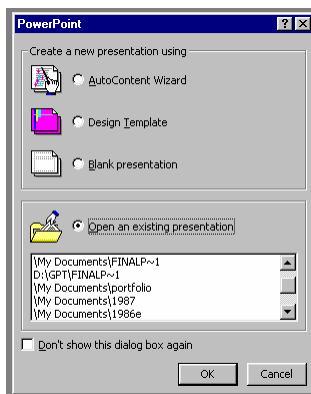 PowerPoint
Create a new presentation using
AutoContent Wizard
Design Template
Blank presentation
Open an existing presentation
\My Documents\FINALP~1
D:\GPT\FINALP~1
\My Documents\portfolio
\My Documents\1987
\My Documents\1986e
Don't show this dialog box again
OK Cancel